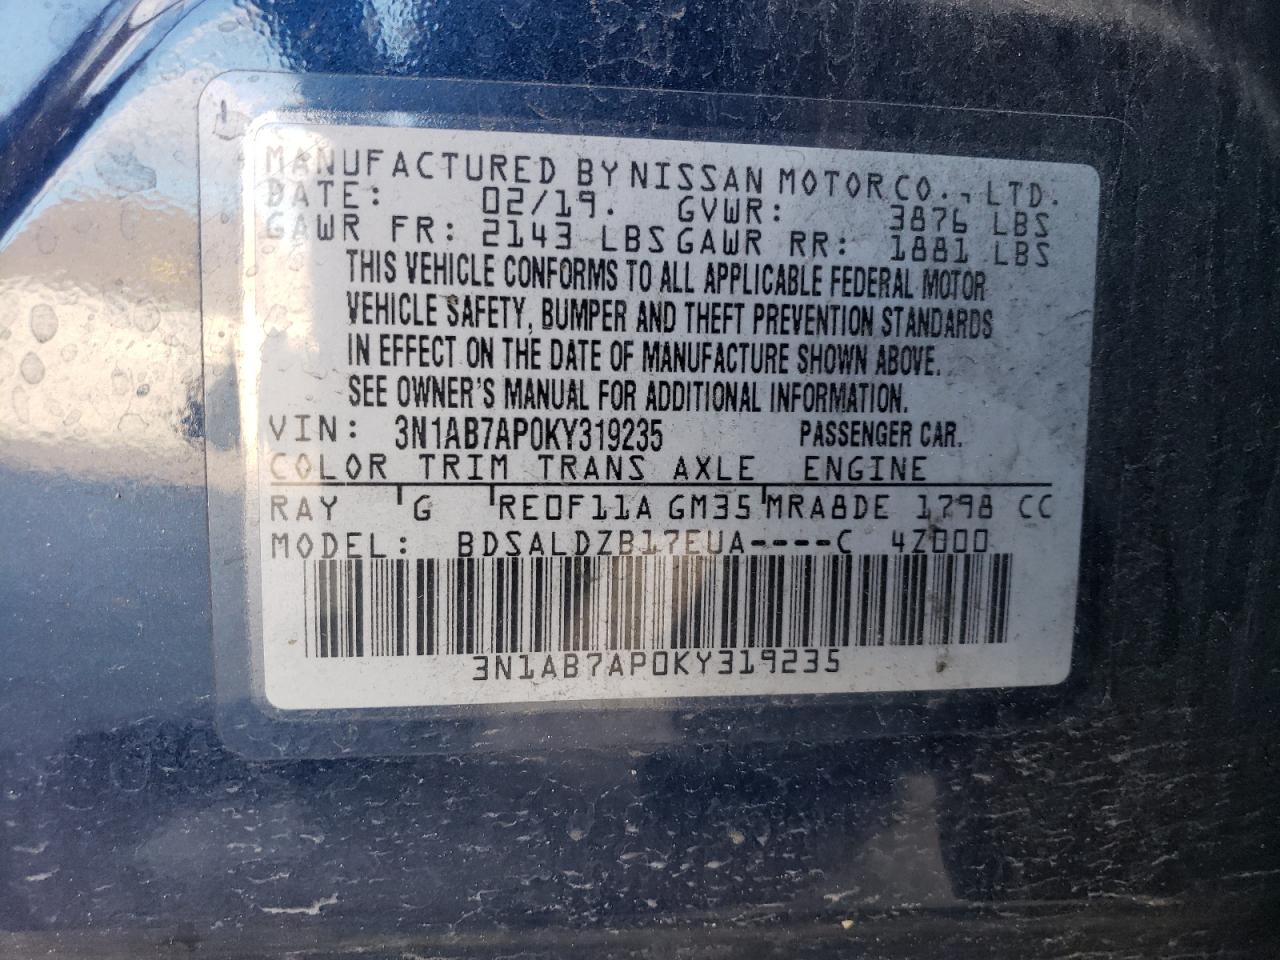 MANUFACTURED BY NISSAN MOTOR CO., LTD.
DATE: 02/19. GVWR: 3876 LBS
GAWR FR: 2143 LBS GAWR RR: 1881 LBS
THIS VEHICLE CONFORMS TO ALL APPLICABLE FEDERAL MOTOR
VEHICLE SAFETY, BUMPER AND THEFT PREVENTION STANDARDS
IN EFFECT ON THE DATE OF MANUFACTURE SHOWN ABOVE.
SEE OWNER'S MANUAL FOR ADDITIONAL INFORMATION.
VIN: 3N1AB7AP0KY319235 PASSENGER CAR.
COLOR TRIM TRANS AXLE ENGINE
RAY G RE0F11A GM35 MRA8DE 1798 CC
MODEL: BDSALDZB17EUA----C 4Z000
3N1AB7AP0KY319235